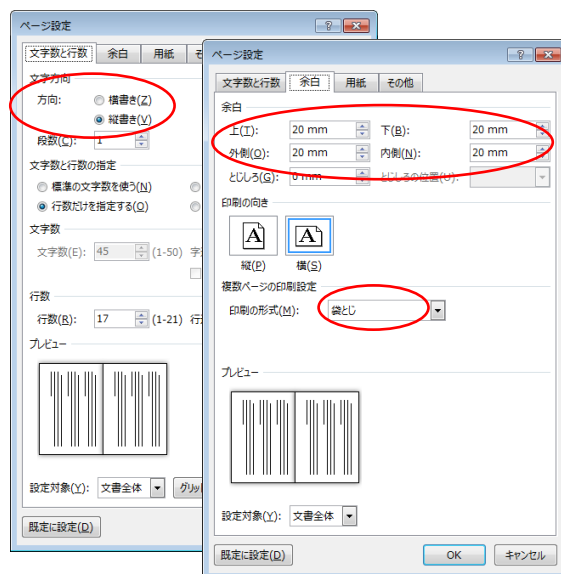 ページ設定
文字数と行数 余白 用紙
文字方向
方向: 横書き(Z)
縦書き(V)
段数(C): 1
文字数と行数の指定
標準の文字数を使う(N)
行数だけを指定する(O)
文字数
文字数(E): 45 (1-50)
行数
行数(R): 17 (1-21)
プレビュー
設定対象(Y): 文書全体
既定に設定(D)
ページ設定
文字数と行数 余白 用紙 その他
余白
上(T): 20 mm 下(B): 20 mm
外側(O): 20 mm 内側(N): 20 mm
とじしろ(G): 0 mm とじしろの位置(U):
印刷の向き
A A
縦(P) 横(S)
複数ページの印刷設定
印刷の形式(M): 袋とじ
プレビュー
設定対象(Y): 文書全体
既定に設定(D) OK キャンセル